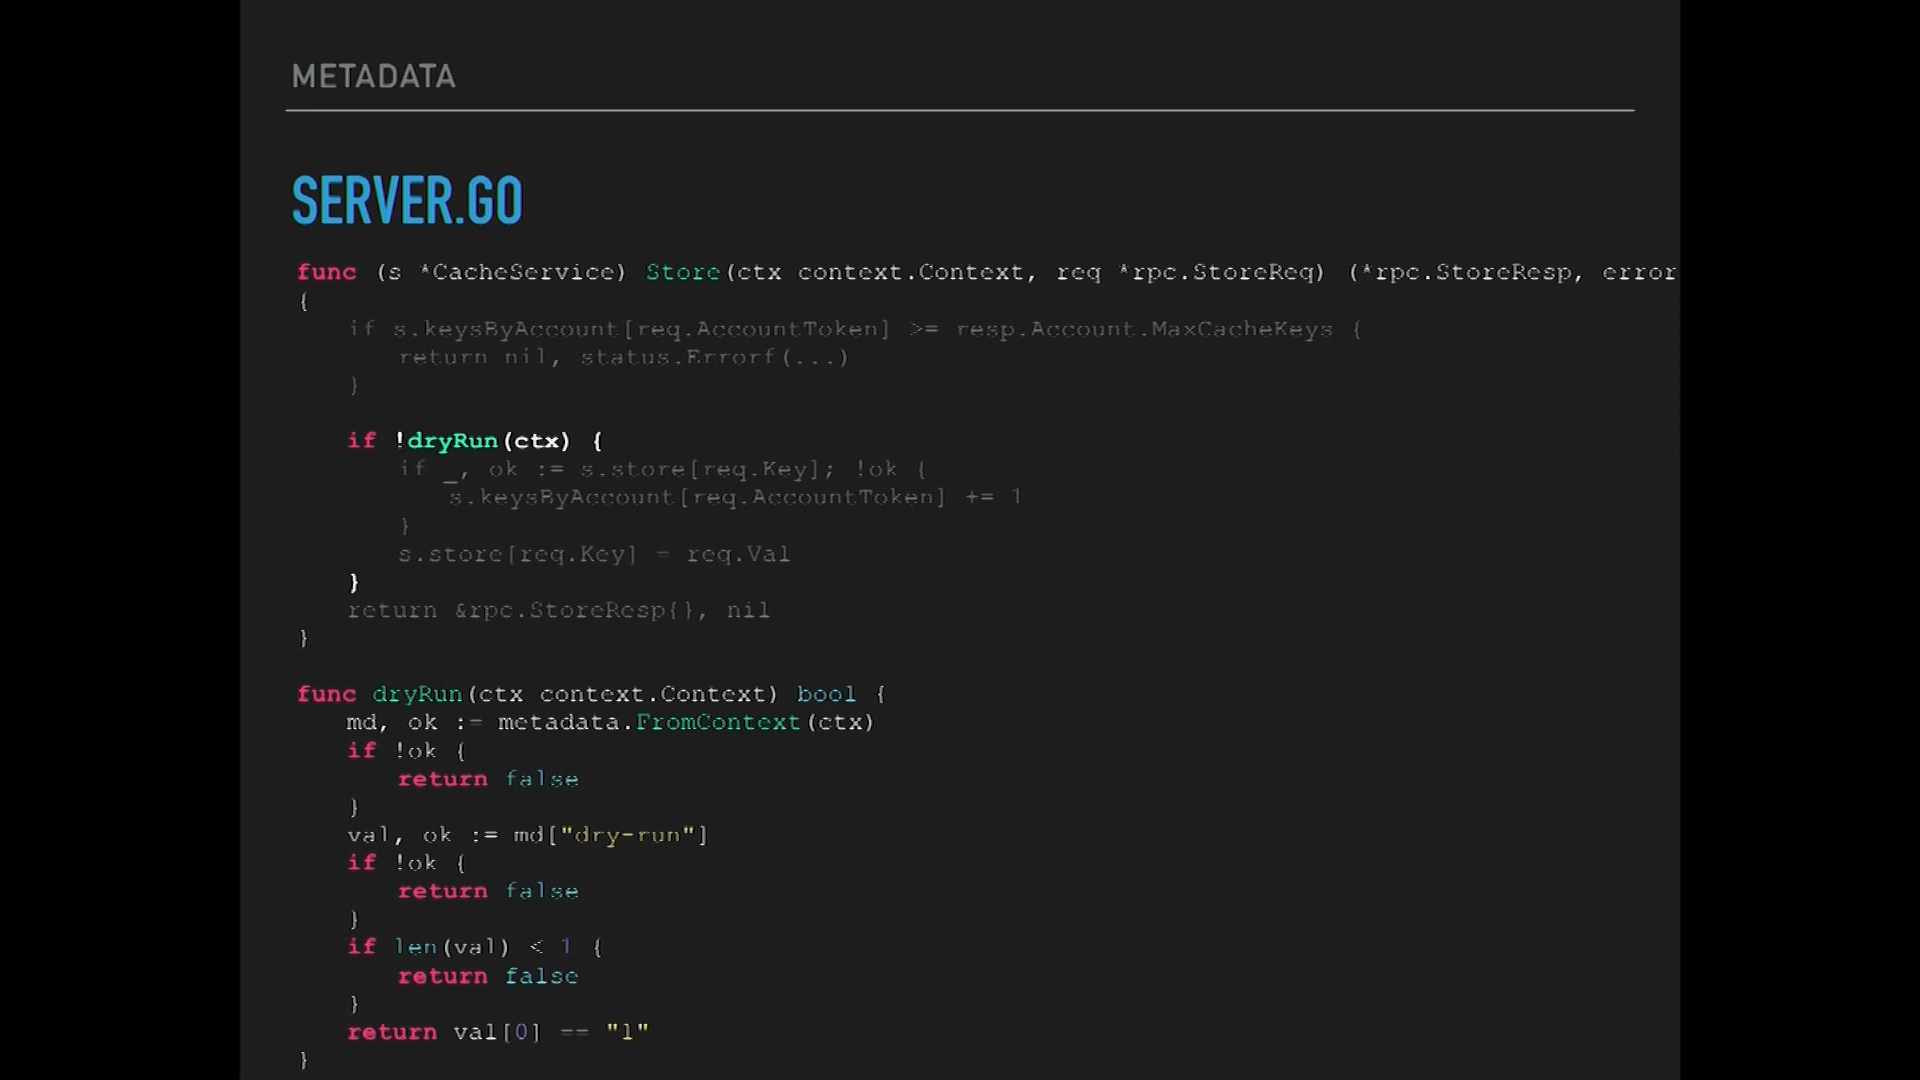 METADATA
SERVER.GO
func (s *CacheService) Store(ctx context.Context, req *rpc.StoreReq) (*rpc.StoreResp, error
{
if s.keysByAccount[req.AccountToken] >= resp.Account.MaxCacheKeys {
return nil, status.Errorf(...)
}
if !dryRun(ctx) {
if _, ok := s.store[req.Key]; !ok {
s.keysByAccount[req.AccountToken] += 1
}
s.store[req.Key] = req.Val
}
return &rpc.StoreResp{}, nil
}
func dryRun(ctx context.Context) bool {
md, ok := metadata.FromContext(ctx)
if !ok {
return false
}
val, ok := md["dry-run"]
if !ok {
return false
}
if len(val) < 1 {
return false
}
return val[0] == "1"
}